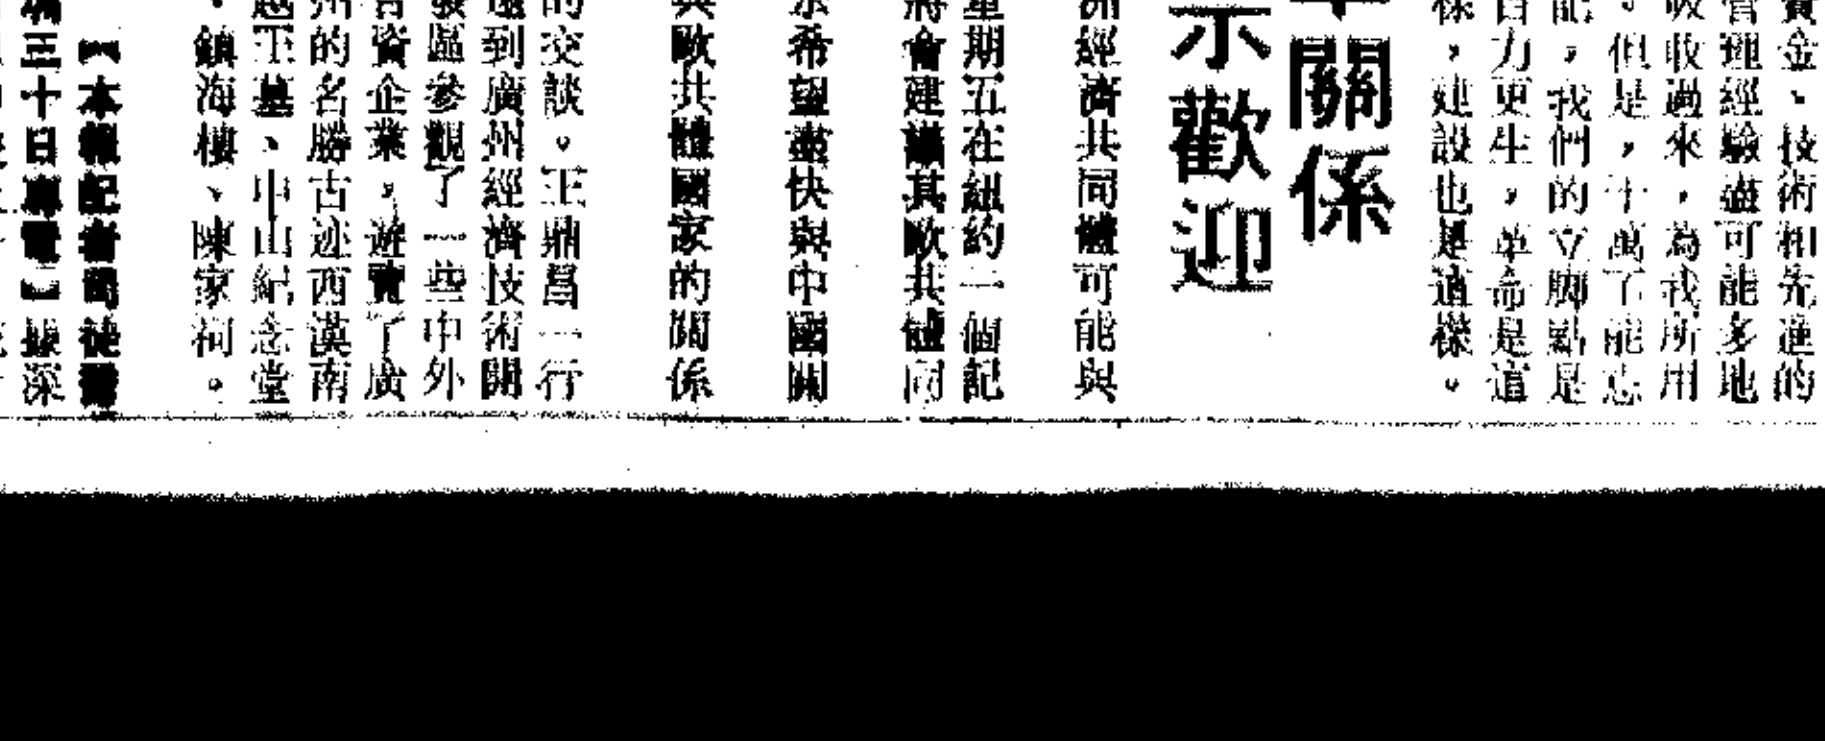 資金、技術和先進的
管理經驗盡可能多地
吸收過來，為我所用
。但是，千萬不能忘
記，我們的立脚點是
自力更生，革命是這
樣，建設也是這樣。
關係
示歡迎
洲經濟共同體可能與
星期五在紐約一個記
將會建議其歐共體同
示希望盡快與中國開
與歐共體國家的關係
的交談。王鼎昌一行
還到廣州經濟技術開
發區參觀了一些中外
合資企業，遊覽了廣
州的名勝古迹西漢南
越王墓、中山紀念堂
、鎮海樓、陳家祠。
【本報記者
圳三十日專電】據深